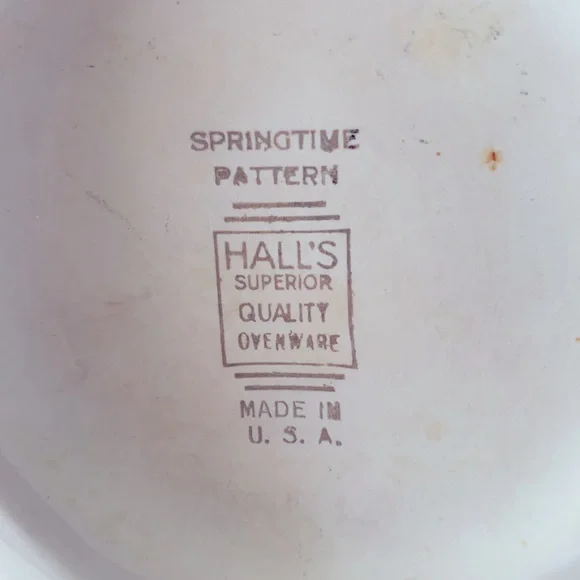 SPRINGTIME
PATTERN
HALL'S
SUPERIOR
QUALITY
OVENWARE
MADE IN
U. S. A.